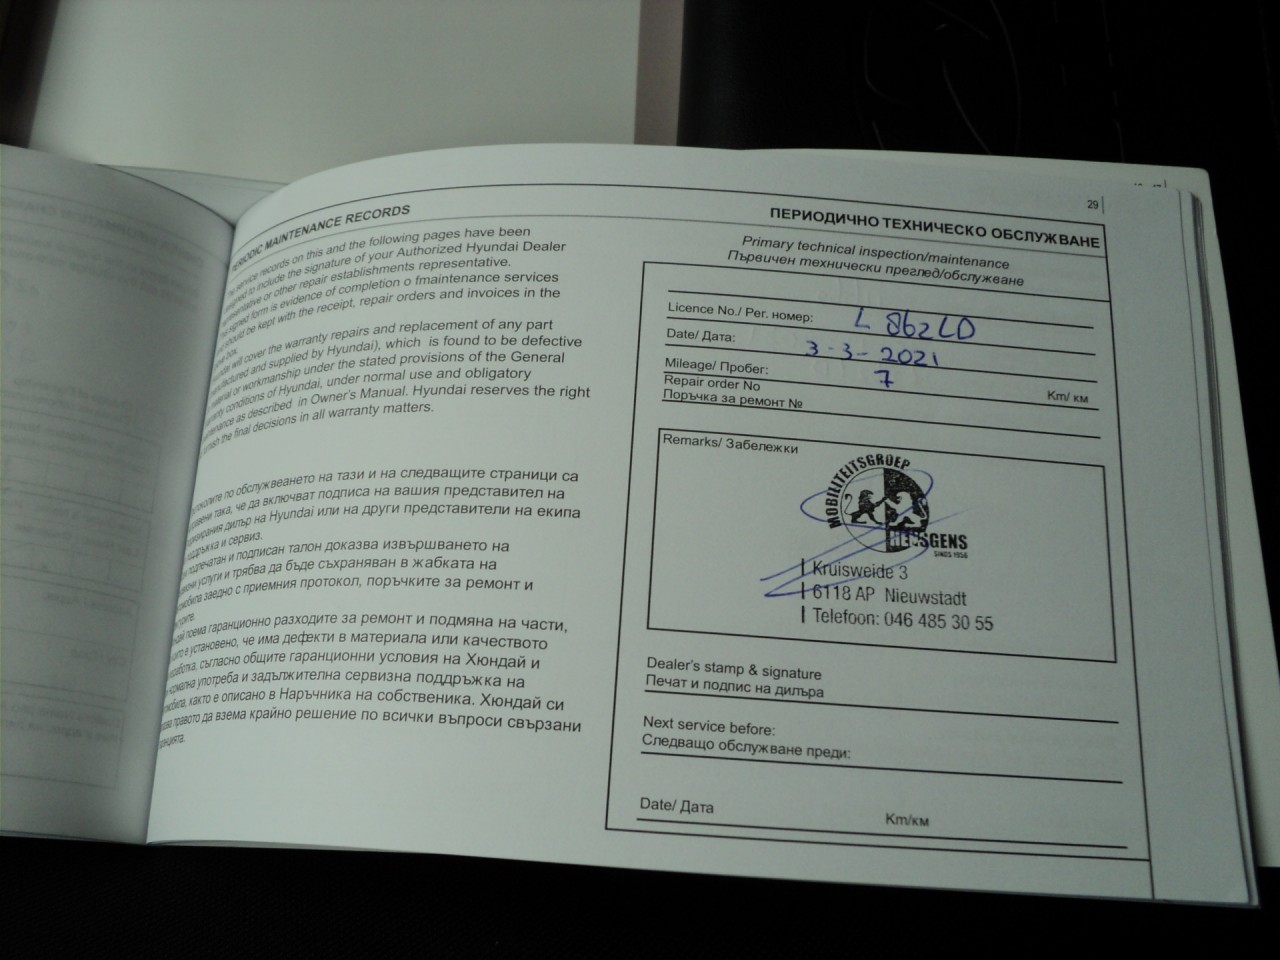 29
PERIODIC MAINTENANCE RECORDS
service records on this and the following pages have been
to include the signature of your Authorized Hyundai Dealer
representative or other repair establishments representative.
signed form is evidence of completion o fmaintenance services
should be kept with the receipt, repair orders and invoices in the
box.
will cover the warranty repairs and replacement of any part
and supplied by Hyundai), which is found to be defective
material or workmanship under the stated provisions of the General
conditions of Hyundai, under normal use and obligatory
as described in Owner's Manual. Hyundai reserves the right
the final decisions in all warranty matters.
по обслужвеането на тази и на следващите страници са
така, че да включват подписа на вашия представител на
дилър на Hyundai или на други представители на екипа
и сервиз.
подпечатан и подписан талон доказва извършването на
услуги и трябва да бъде съхраняван в жабката на
заедно с приемния протокол, поръчките за ремонт и
поема гаранционно разходите за ремонт и подмяна на части,
е установено, че има дефекти в материала или качеството
съгласно общите гаранционни условия на Хюндай и
нормална употреба и задължителна сервизна поддръжка на
както е описано в Наръчника на собственика. Хюндай си
правото да взема крайно решение по всички въпроси свързани
ПЕРИОДИЧНО ТЕХНИЧЕСКО ОБСЛУЖВАНЕ
Primary technical inspection/maintenance
Първичен технически преглед/обслужване
Licence No./ Рег. номер: L 862LD
Date/ Дата: 3-3-2021
Mileage/ Пробег: 7 Km/ км
Repair order No
Поръчка за ремонт №
Remarks/ Забележки
MOBILITEITSGROEP
SINCE 1956
Kruisweide 3
6118 AP Nieuwstadt
Telefoon: 046 485 30 55
Dealer's stamp & signature
Печат и подпис на дилъра
Next service before:
Следващо обслужване преди:
Date/ Дата Km/км